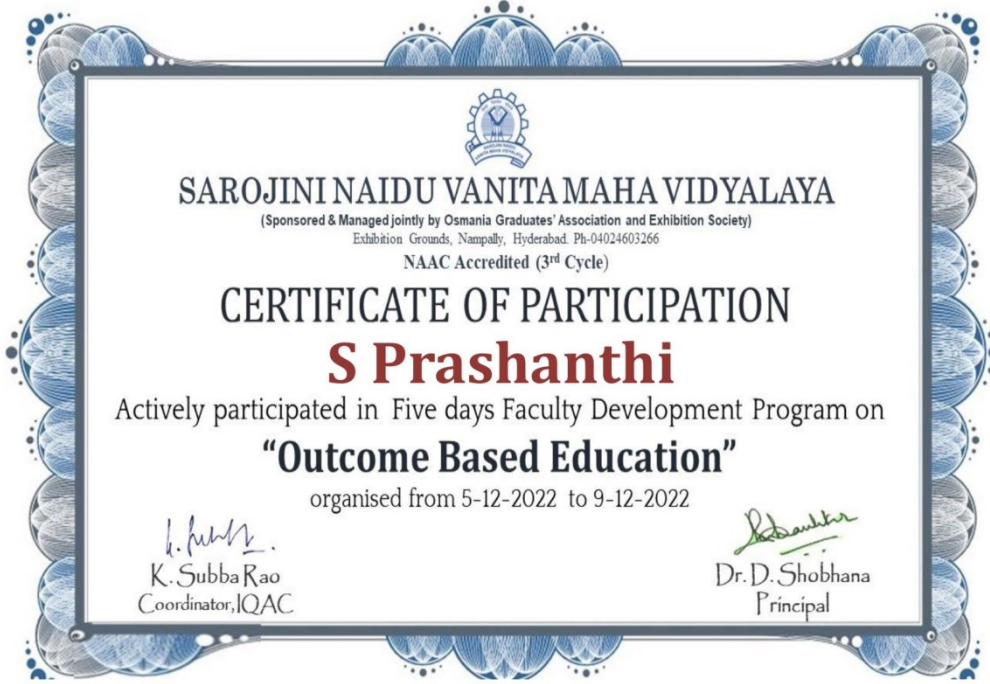 SAROJINI NAIDU VANITA MAHA VIDYALAYA
(Sponsored & Managed jointly by Osmania Graduates' Association and Exhibition Society)
Exhibition Grounds, Nampally, Hyderabad. Ph-04024603266
NAAC Accredited (3rd Cycle)
CERTIFICATE OF PARTICIPATION
S Prashanthi
Actively participated in Five days Faculty Development Program on
“Outcome Based Education”
organised from 5-12-2022 to 9-12-2022
K. Subba Rao
Coordinator, IQAC
Dr. D. Shobhana
Principal